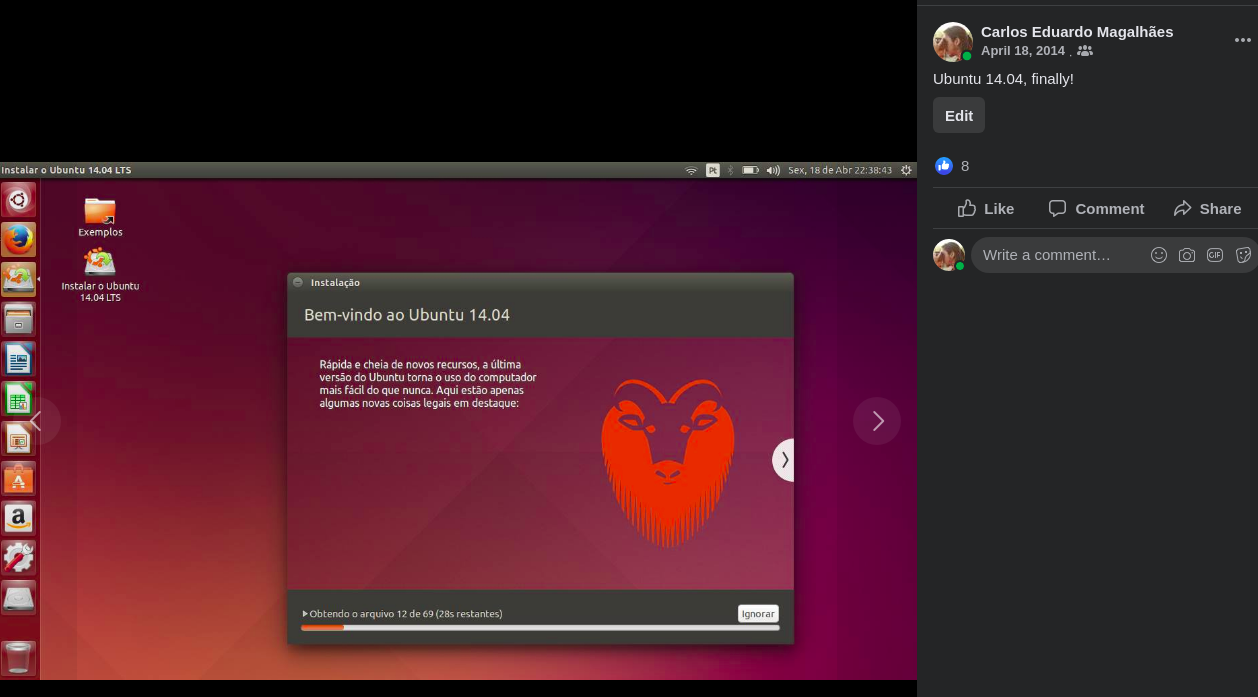 Instalar o Ubuntu 14.04 LTS
Pt
Sex, 18 de Abr 22:38:43
Exemplos
Instalar o Ubuntu
14.04 LTS
Instalação
Bem-vindo ao Ubuntu 14.04
Rápida e cheia de novos recursos, a última
versão do Ubuntu torna o uso do computador
mais fácil do que nunca. Aqui estão apenas
algumas novas coisas legais em destaque:
Obtendo o arquivo 12 de 69 (28s restantes)
Ignorar
Carlos Eduardo Magalhães
April 18, 2014 ·
Ubuntu 14.04, finally!
Edit
8
Like Comment Share
Write a comment…
GIF